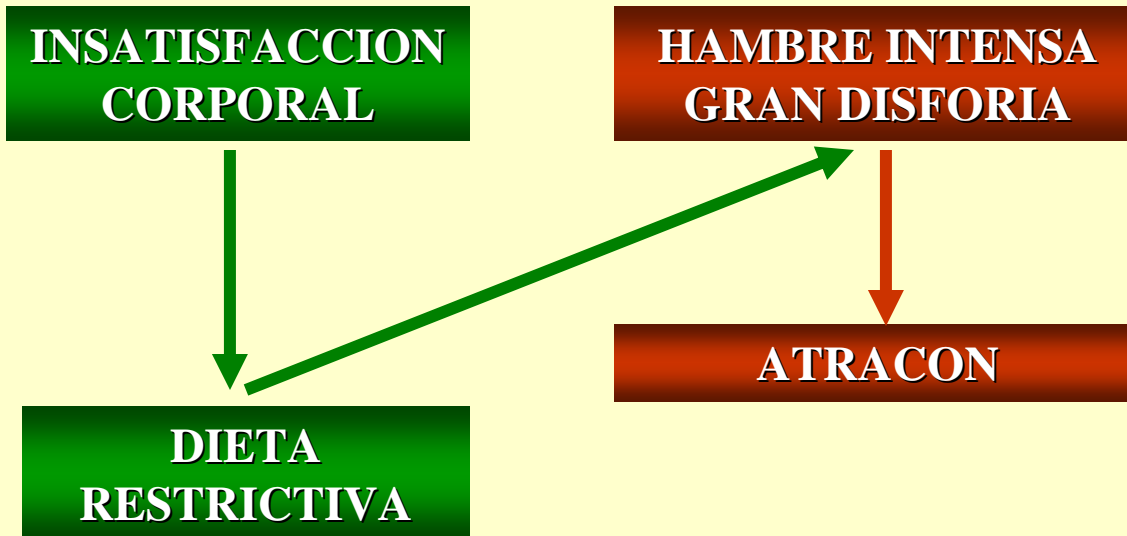 INSATISFACCION
CORPORAL
HAMBRE INTENSA
GRAN DISFORIA
ATRACON
DIETA
RESTRICTIVA